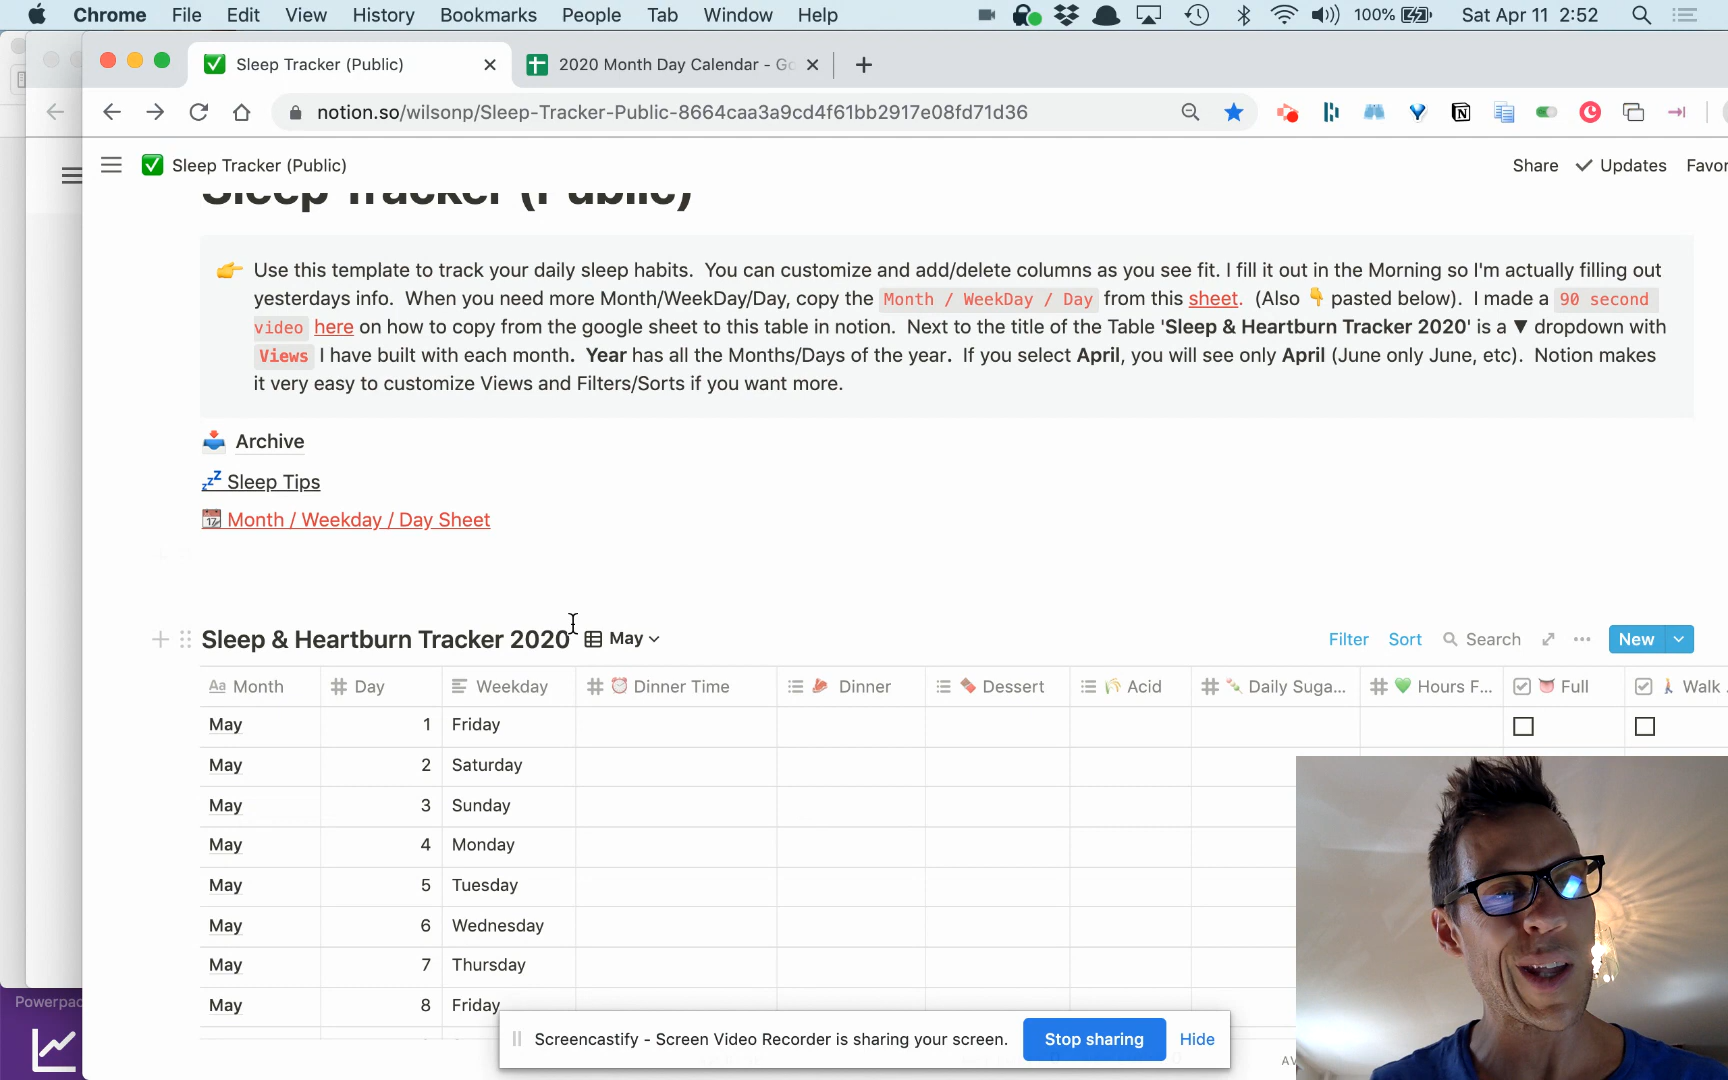 Chrome File Edit View History Bookmarks People Tab Window Help 100% Sat Apr 11 2:52
Sleep Tracker (Public) 2020 Month Day Calendar - Go
notion.so/wilsonp/Sleep-Tracker-Public-8664caa3a9cd4f61bb2917e08fd71d36
Sleep Tracker (Public) Share Updates Favor
Sleep Tracker (Public)
Use this template to track your daily sleep habits. You can customize and add/delete columns as you see fit. I fill it out in the Morning so I'm actually filling out
yesterdays info. When you need more Month/WeekDay/Day, copy the Month / WeekDay / Day from this sheet. (Also 👇 pasted below). I made a 90 second
video here on how to copy from the google sheet to this table in notion. Next to the title of the Table 'Sleep & Heartburn Tracker 2020' is a ▼ dropdown with
Views I have built with each month. Year has all the Months/Days of the year. If you select April, you will see only April (June only June, etc). Notion makes
it very easy to customize Views and Filters/Sorts if you want more.
Archive
Sleep Tips
Month / Weekday / Day Sheet
Sleep & Heartburn Tracker 2020 May Filter Sort Search New
Month Day Weekday Dinner Time Dinner Dessert Acid Daily Suga... Hours F... Full Walk
May 1 Friday
May 2 Saturday
May 3 Sunday
May 4 Monday
May 5 Tuesday
May 6 Wednesday
May 7 Thursday
May 8 Friday
Powerpac
Screencastify - Screen Video Recorder is sharing your screen. Stop sharing Hide